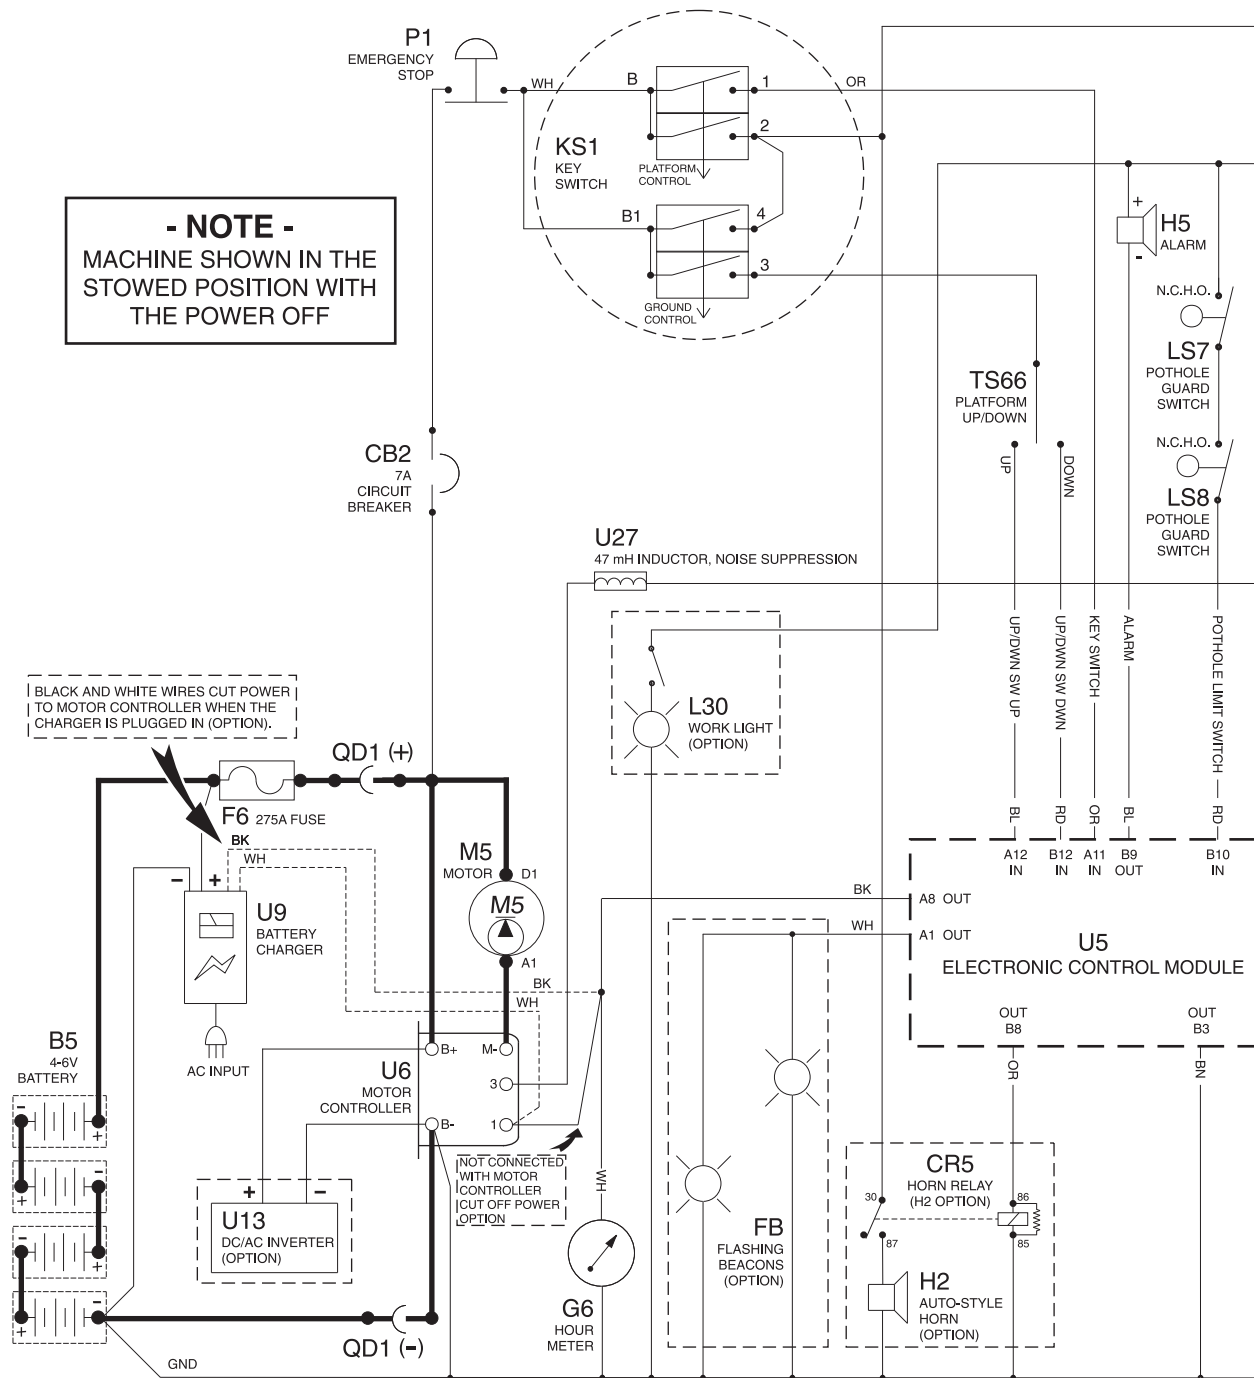 P1
EMERGENCY
STOP
WH
B
1
OR
2
KS1
KEY
SWITCH
PLATFORM
CONTROL
B1
4
3
GROUND
CONTROL
- NOTE -
MACHINE SHOWN IN THE
STOWED POSITION WITH
THE POWER OFF
+
H5
ALARM
-
N.C.H.O.
LS7
POTHOLE
GUARD
SWITCH
TS66
PLATFORM
UP/DOWN
UP
DOWN
N.C.H.O.
LS8
POTHOLE
GUARD
SWITCH
CB2
7A
CIRCUIT
BREAKER
U27
47 mH INDUCTOR, NOISE SUPPRESSION
UP/DWN SW UP
UP/DWN SW DWN
KEY SWITCH
ALARM
POTHOLE LIMIT SWITCH
L30
WORK LIGHT
(OPTION)
BLACK AND WHITE WIRES CUT POWER
TO MOTOR CONTROLLER WHEN THE
CHARGER IS PLUGGED IN (OPTION).
QD1 (+)
F6 275A FUSE
BK
WH
- +
U9
BATTERY
CHARGER
AC INPUT
M5
MOTOR
D1
M5
A1
BK
WH
BL
RD
OR
BL
RD
A12
IN
B12
IN
A11
IN
B9
OUT
B10
IN
BK
A8 OUT
WH
A1 OUT
U5
ELECTRONIC CONTROL MODULE
OUT
B8
OUT
B3
OR
BN
B5
4-6V
BATTERY
-
+
-
+
-
+
-
+
U6
MOTOR
CONTROLLER
B+
M-
3
B-
1
NOT CONNECTED
WITH MOTOR
CONTROLLER
CUT OFF POWER
OPTION
+ -
U13
DC/AC INVERTER
(OPTION)
WH
G6
HOUR
METER
FB
FLASHING
BEACONS
(OPTION)
CR5
HORN RELAY
(H2 OPTION)
30
87
86
85
H2
AUTO-STYLE
HORN
(OPTION)
QD1 (-)
GND